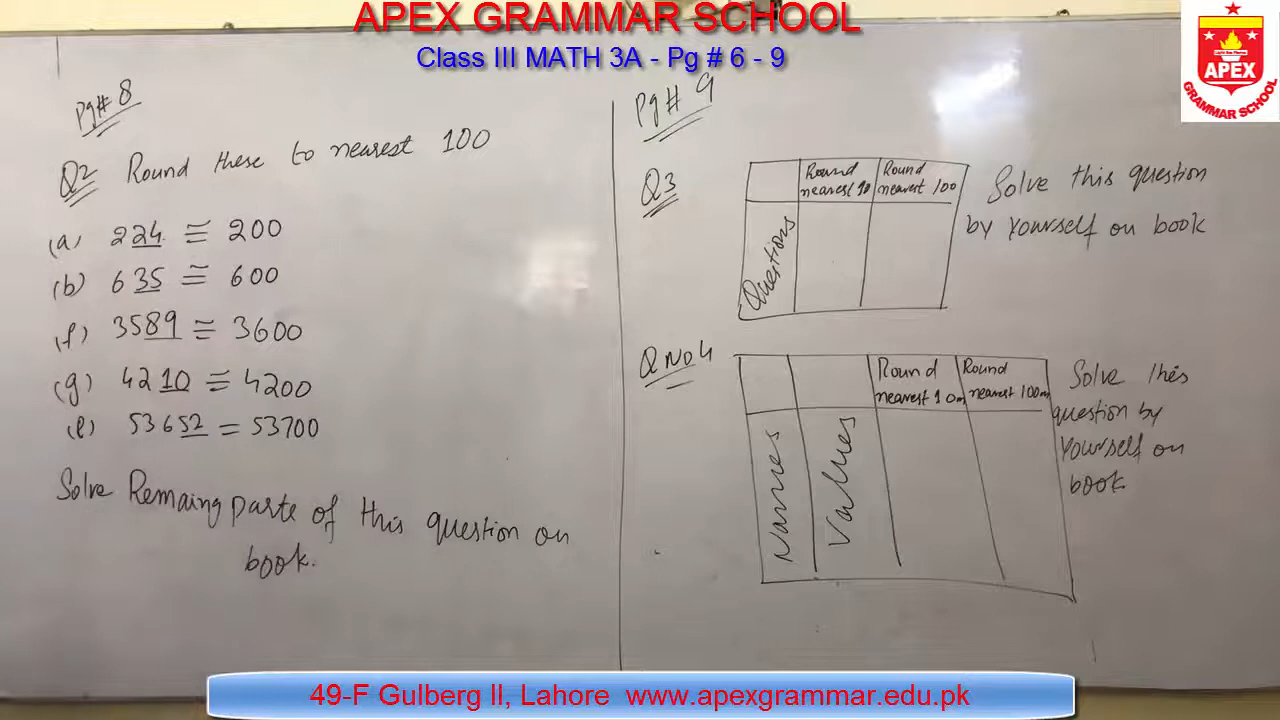 APEX GRAMMAR SCHOOL
Class III MATH 3A - Pg # 6 - 9
APEX
GRAMMAR SCHOOL
Pg# 8
Q2 Round these to nearest 100
(a) 224 ≅ 200
(b) 635 ≅ 600
(f) 3589 ≅ 3600
(g) 4210 ≅ 4200
(l) 53652 = 53700
Solve Remaing parte of this question on
book.
Pg# 9
Q3
Round
nearest 10
Round
nearest 100
Questions
Solve this question
by Yourself on book
Q No 4
Round
nearest 10m
Round
nearest 100m
Names
Values
Solve this
question by
Yourself on
book.
49-F Gulberg II, Lahore www.apexgrammar.edu.pk